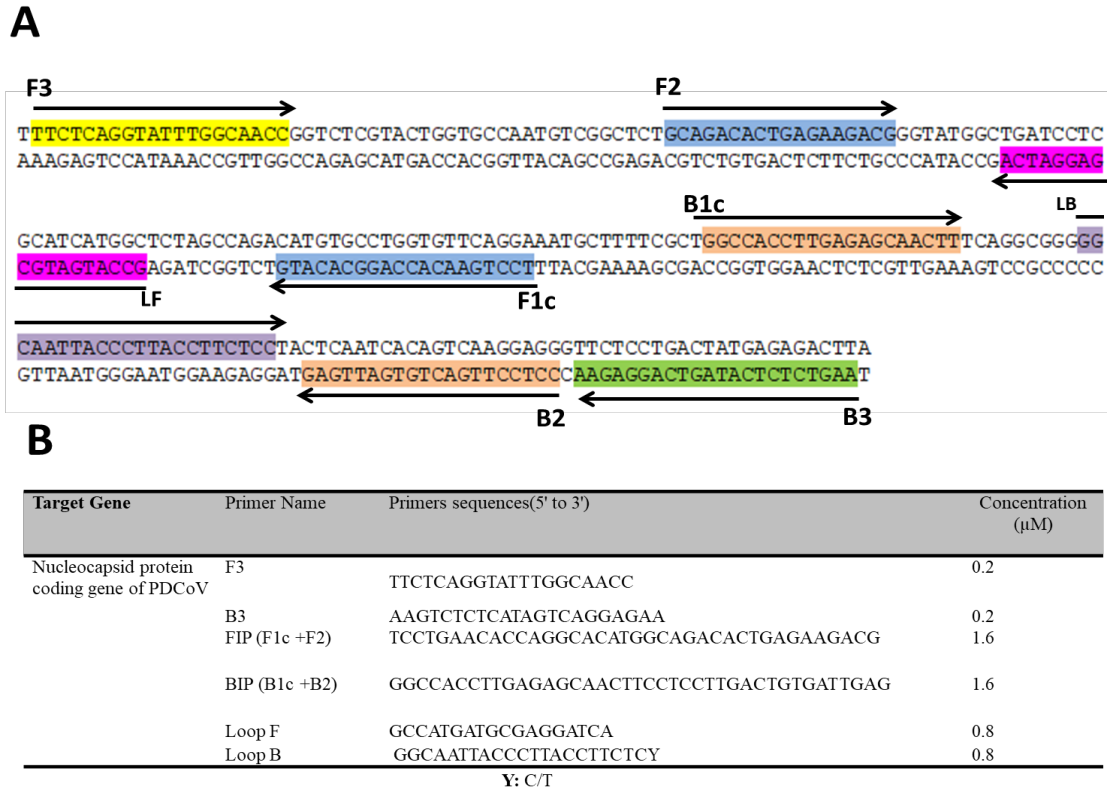 A
F3 F2
TTTCTCAGGTATTTGGCAACCGGTCTCGTACTGGTGCCAATGTCGGCTCTGCAGACACTGAGAAGACGGGTATGGCTGATCCTC
AAAGAGTCCATAAACCGTTGGCCAGAGCATGACCACGGTTACAGCCGAGACGTCTGTGACTCTTCTGCCCATACCGACTAGGAG
B1c LB
GCATCATGGCTCTAGCCAGACATGTGCCTGGTGTTCAGGAAATGCTTTTCGCTGGCCACCTTGAGAGCAACTTTCAGGCGGGGG
CGTAGTACCGAGATCGGTCTGTACACGGACCACAAGTCCTTTACGAAAAGCGACCGGTGGAACTCTCGTTGAAAGTCCGCCCCC
LF F1c
CAATTACCCTTACCTTCTCCTACTCAATCACAGTCAAGGAGGGTTCTCCTGACTATGAGAGACTTA
GTTAATGGGAATGGAAGAGGATGAGTTAGTGTCAGTTCCTCCCAAGAGGACTGATACTCTCTGAAT
B2 B3
B
Target Gene Primer Name Primers sequences(5' to 3') Concentration
(µM)
Nucleocapsid protein F3 0.2
coding gene of PDCoV TTCTCAGGTATTTGGCAACC
B3 AAGTCTCTCATAGTCAGGAGAA 0.2
FIP (F1c +F2) TCCTGAACACCAGGCACATGGCAGACACTGAGAAGACG 1.6
BIP (B1c +B2) GGCCACCTTGAGAGCAACTTCCTCCTTGACTGTGATTGAG 1.6
Loop F GCCATGATGCGAGGATCA 0.8
Loop B GGCAATTACCCTTACCTTCTCY 0.8
Y: C/T